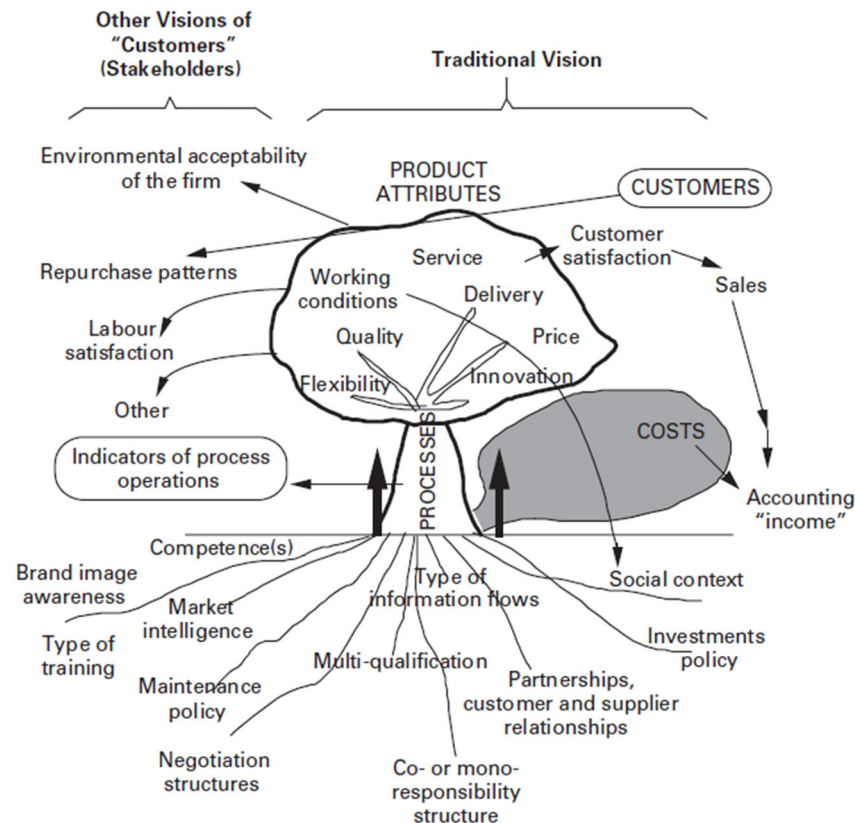 Other Visions of
“Customers”
(Stakeholders)
Traditional Vision
Environmental acceptability
of the firm
PRODUCT
ATTRIBUTES
CUSTOMERS
Repurchase patterns
Service
Customer
satisfaction
Working
conditions
Delivery
Sales
Labour
satisfaction
Quality
Price
Flexibility
Innovation
Other
COSTS
Indicators of process
operations
PROCESSES
Accounting
“income”
Competence(s)
Brand image
awareness
Market
intelligence
Type of
information flows
Social context
Type of
training
Multi-qualification
Investments
policy
Maintenance
policy
Partnerships,
customer and supplier
relationships
Negotiation
structures
Co- or mono-
responsibility
structure